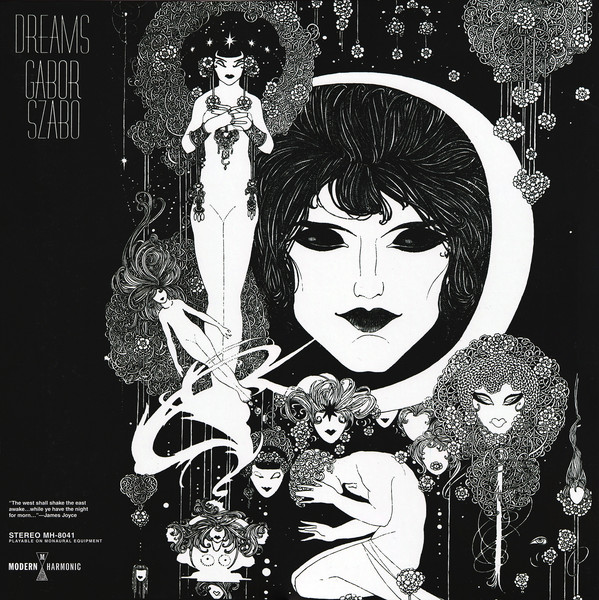 DREAMS
GABOR
SZABO
"The west shall shake the east
awake...while ye have the night
for morn..."—James Joyce
STEREO MH-8041
PLAYABLE ON MONAURAL EQUIPMENT
MODERN HARMONIC